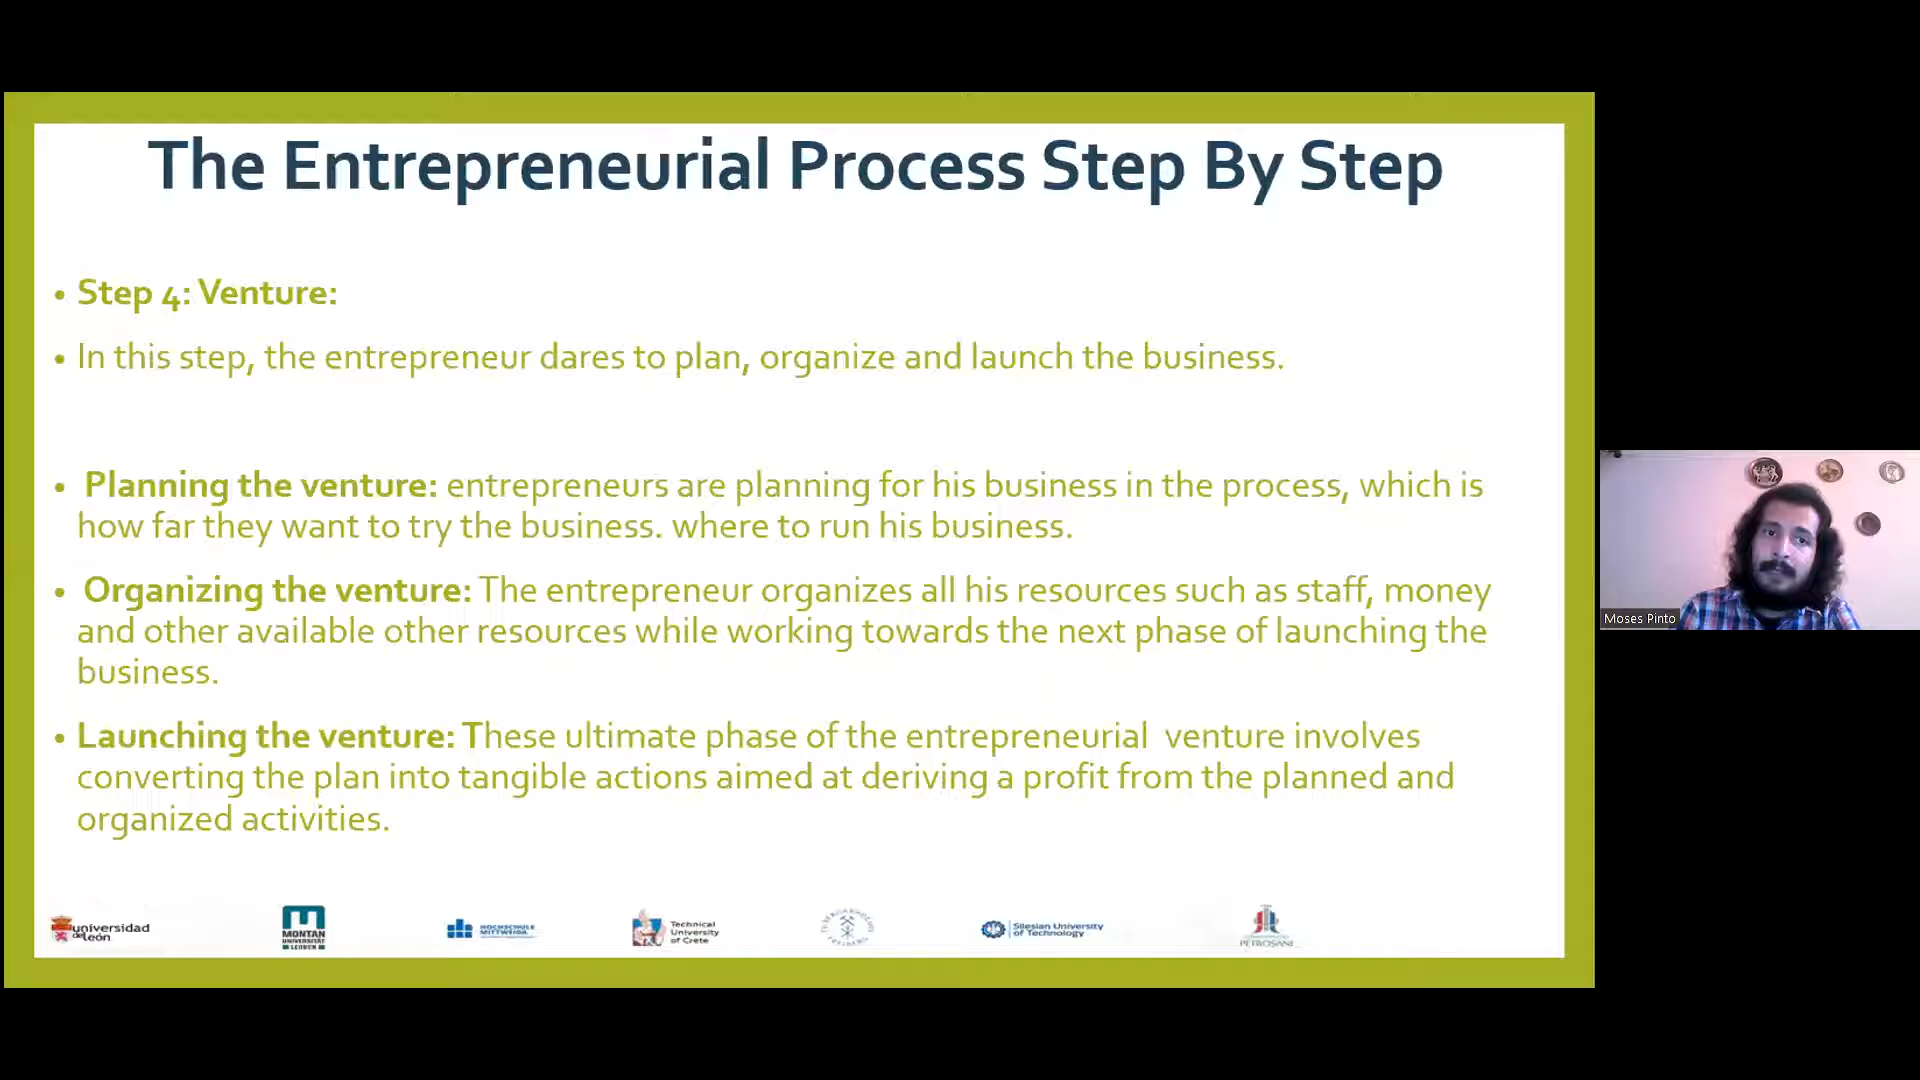 The Entrepreneurial Process Step By Step
• Step 4: Venture:
• In this step, the entrepreneur dares to plan, organize and launch the business.
• Planning the venture: entrepreneurs are planning for his business in the process, which is
how far they want to try the business. where to run his business.
• Organizing the venture: The entrepreneur organizes all his resources such as staff, money
and other available other resources while working towards the next phase of launching the
business.
• Launching the venture: These ultimate phase of the entrepreneurial venture involves
converting the plan into tangible actions aimed at deriving a profit from the planned and
organized activities.
universidad
de león
MONTAN
UNIVERSITÄT
LEOBEN
HOCHSCHULE
MITTWEIDA
Technical
University
of Crete
Silesian University
of Technology
PETROȘANI
Moses Pinto